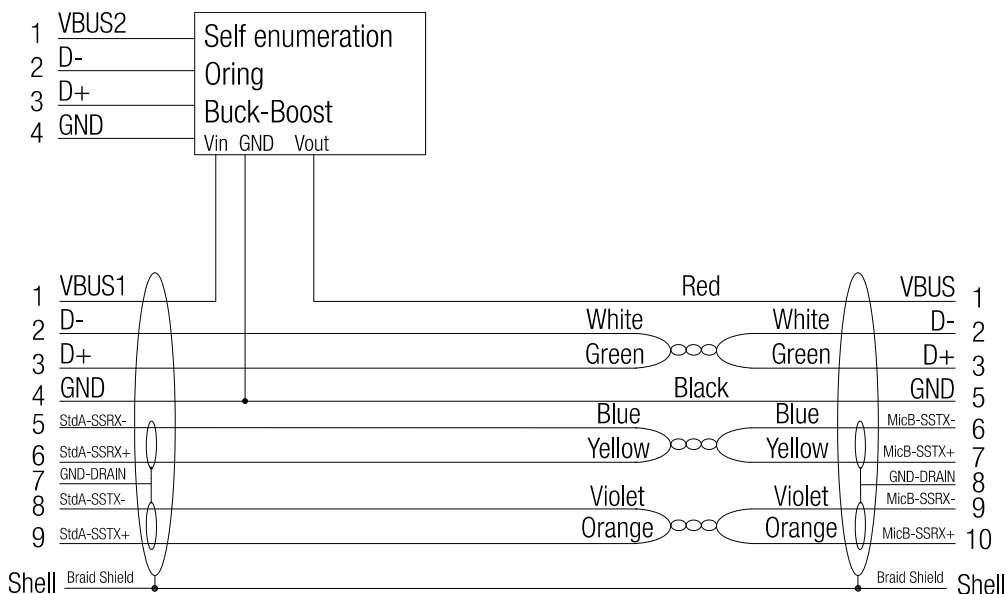 1 VBUS2
2 D-
3 D+
4 GND
Self enumeration
Oring
Buck-Boost
Vin GND Vout
1 VBUS1 Red VBUS 1
2 D- White White D- 2
3 D+ Green Green D+ 3
4 GND Black GND 5
5 StdA-SSRX- Blue Blue MicB-SSTX- 6
6 StdA-SSRX+ Yellow Yellow MicB-SSTX+ 7
7 GND-DRAIN GND-DRAIN 8
8 StdA-SSTX- Violet Violet MicB-SSRX- 9
9 StdA-SSTX+ Orange Orange MicB-SSRX+ 10
Shell Braid Shield Braid Shield Shell